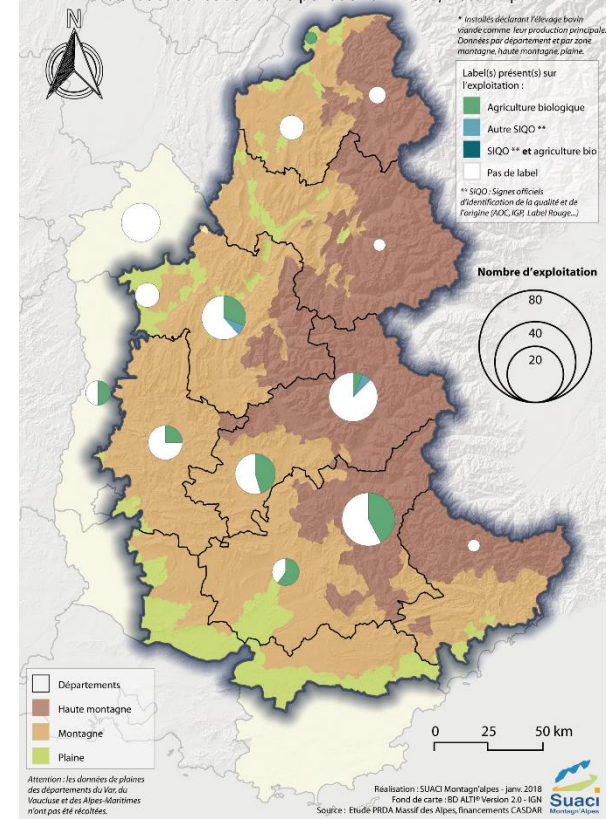 * Installés déclarant l'élevage bovin
viande comme leur production principale.
Données par département et par zone
montagne, haute montagne, plaine.
N
Label(s) présent(s) sur
l'exploitation :
Agriculture biologique
Autre SIQO **
SIQO ** et agriculture bio
Pas de label
** SIQO : Signes officiels
d'identification de la qualité et de
l'origine (AOC, IGP, Label Rouge...)
Nombre d'exploitation
80
40
20
Départements
Haute montagne
Montagne
Plaine
0 25 50 km
Attention : les données de plaines
des départements du Var, du
Vaucluse et des Alpes-Maritimes
n'ont pas été récoltées.
Réalisation : SUACI Montagn'alpes - janv. 2018
Fond de carte : BD ALTI® Version 2.0 - IGN
Source : Etude PRDA Massif des Alpes, financements CASDAR
Suaci
Montagn'Alpes